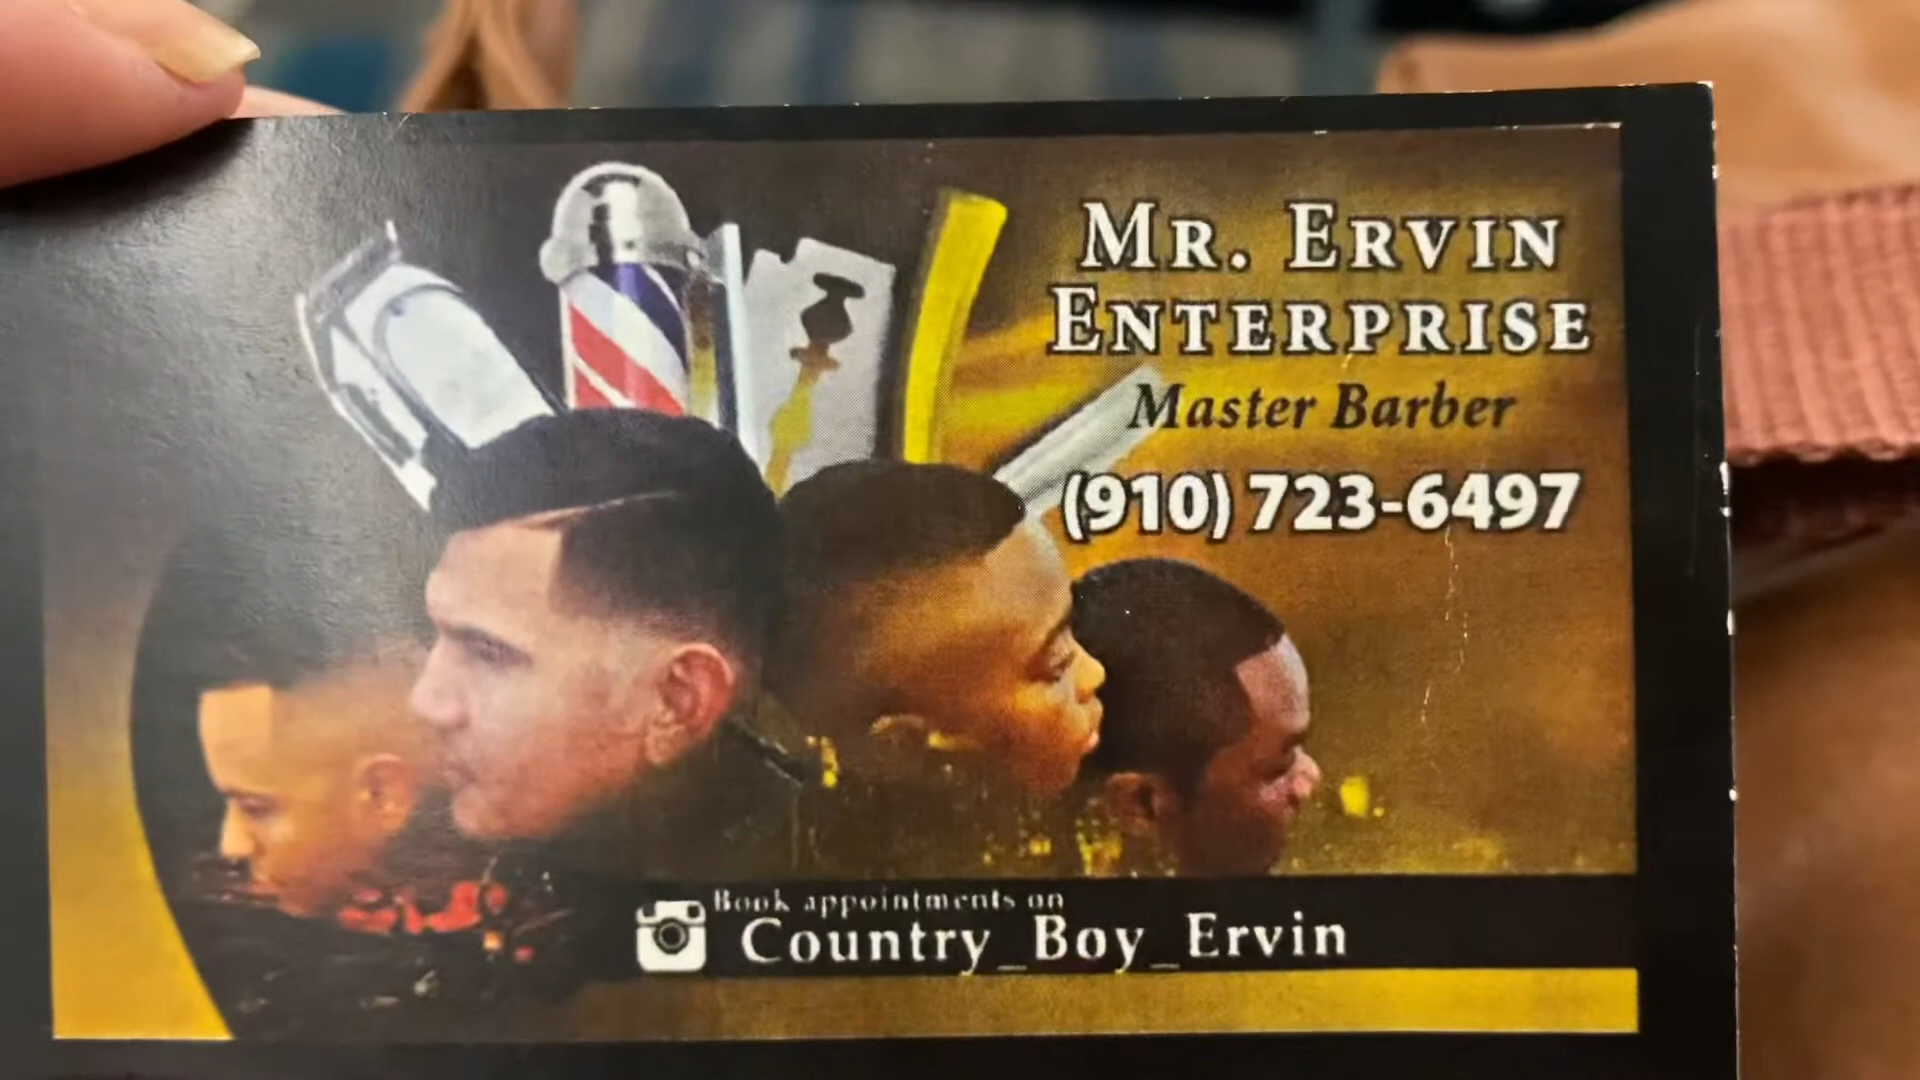 Mr. Ervin
Enterprise
Master Barber
(910) 723-6497
Book appointments on
Country_Boy_Ervin